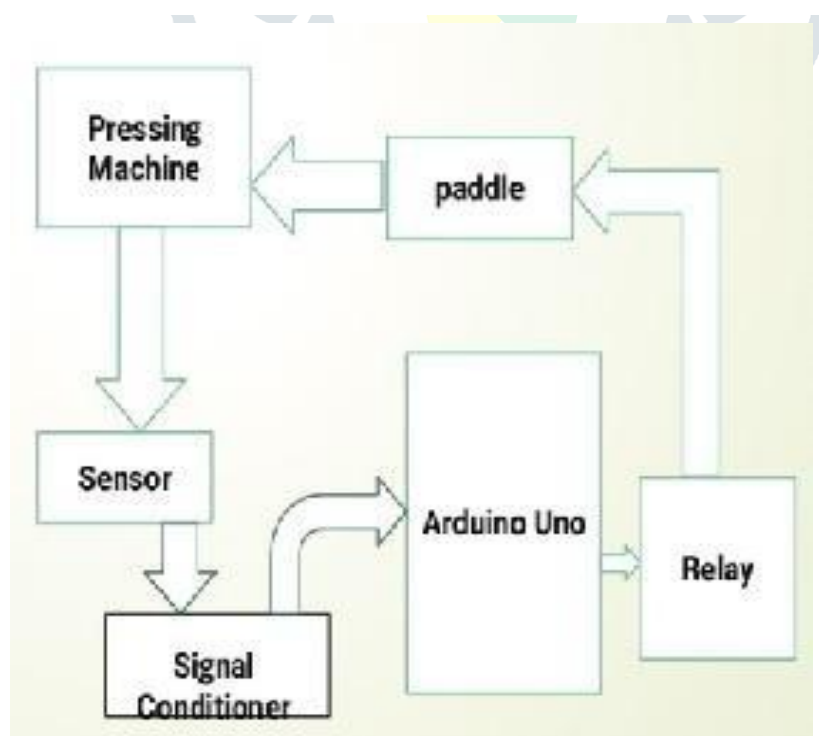 Pressing
Machine
paddle
Sensor
Arduino Uno
Relay
Signal
Conditioner